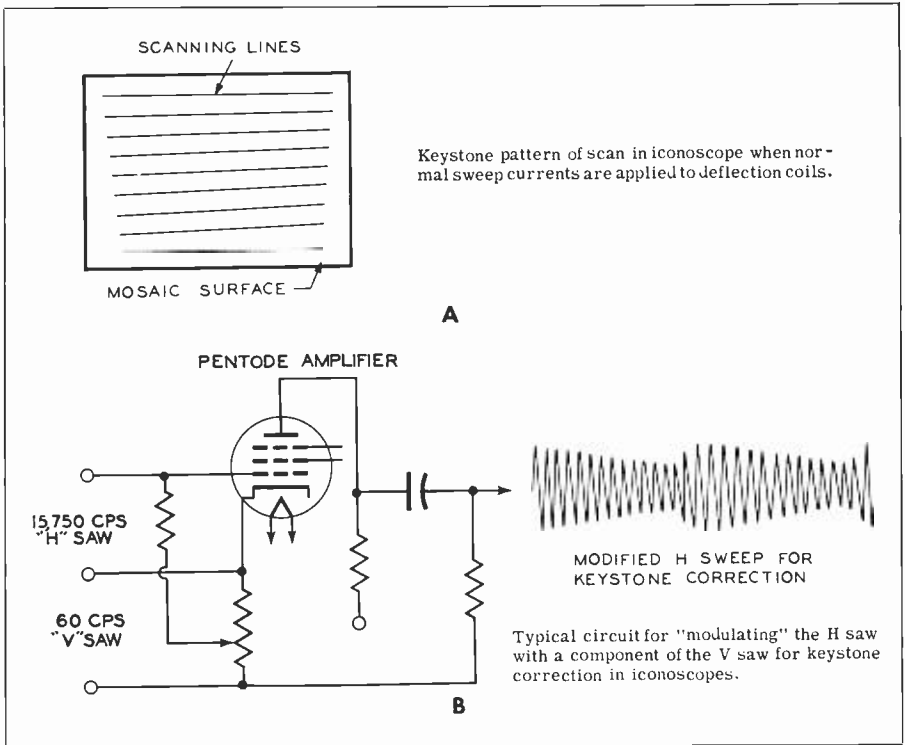 SCANNING LINES
Keystone pattern of scan in iconoscope when nor-
mal sweep currents are applied to deflection coils.
MOSAIC SURFACE
A
PENTODE AMPLIFIER
15,750 CPS
"H" SAW
60 CPS
"V" SAW
MODIFIED H SWEEP FOR
KEYSTONE CORRECTION
Typical circuit for "modulating" the H saw
with a component of the V saw for keystone
correction in iconoscopes.
B